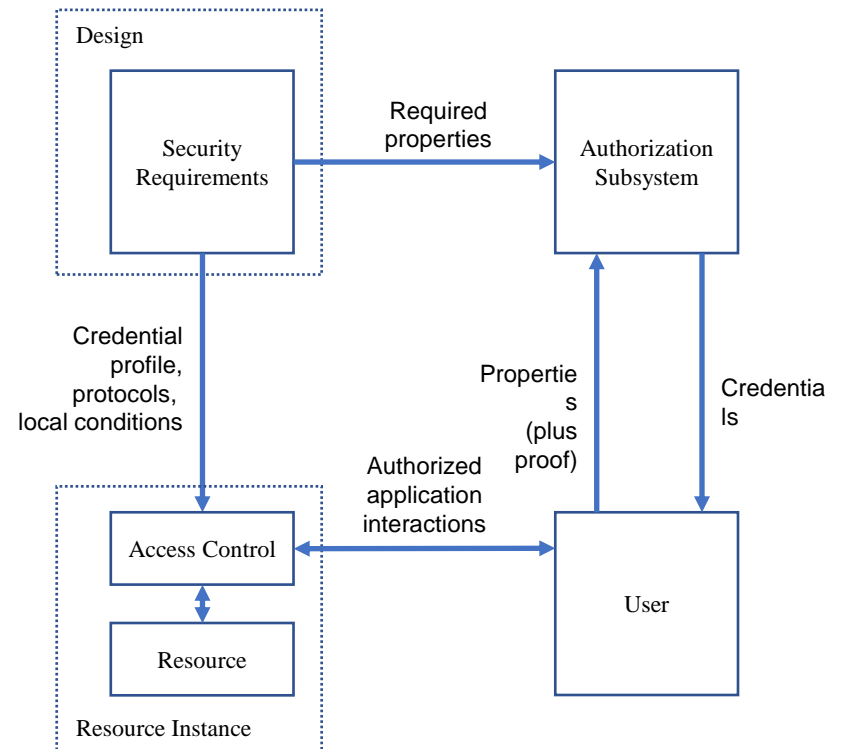 Design
Security
Requirements
Required
properties
Authorization
Subsystem
Credential
profile,
protocols,
local conditions
Propertie
s
(plus
proof)
Credentia
ls
Authorized
application
interactions
Access Control
User
Resource
Resource Instance